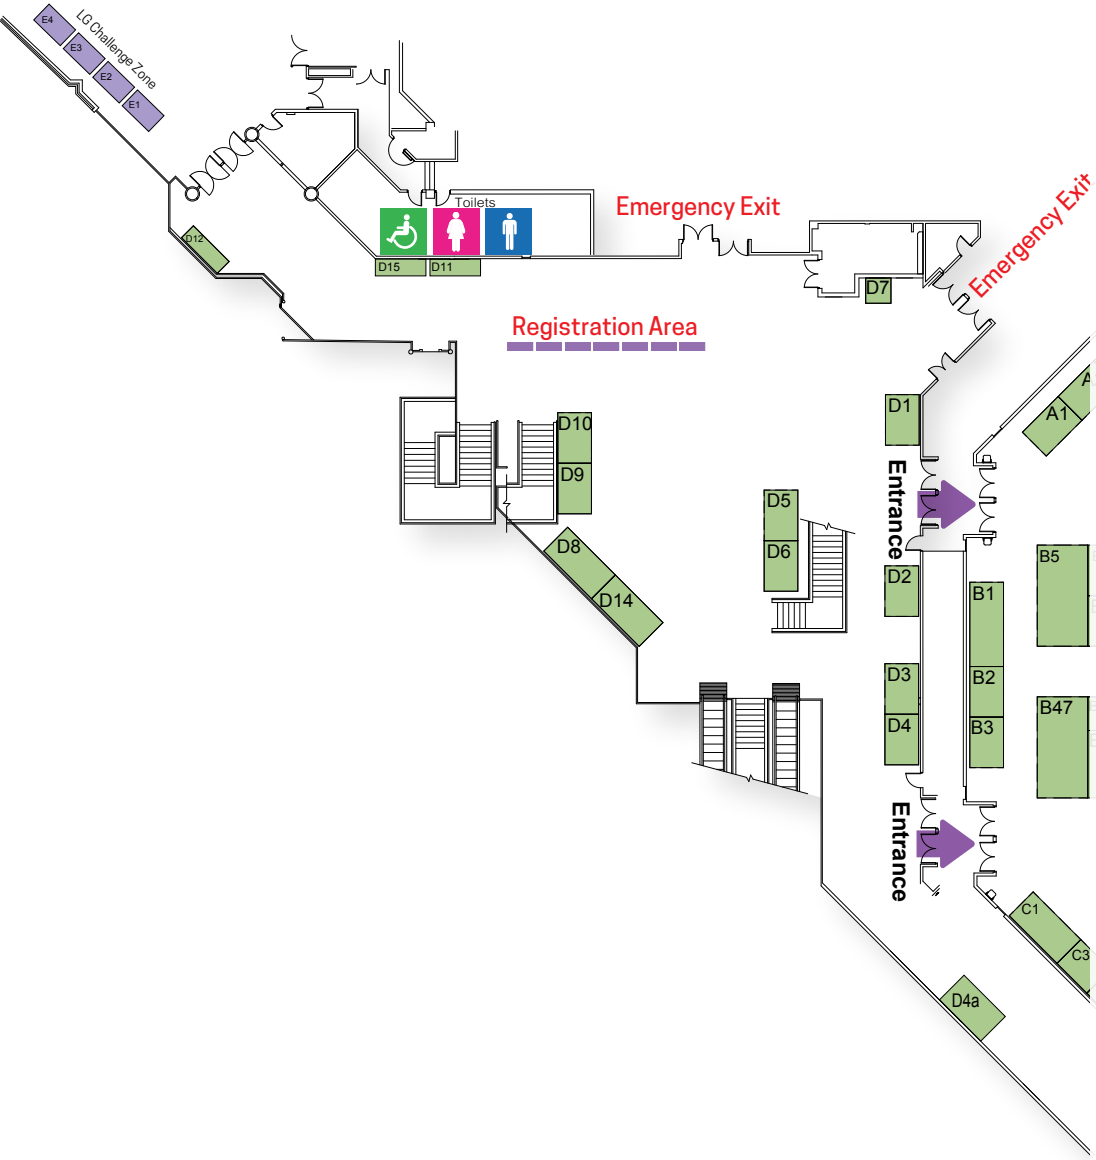 E4
LG Challenge Zone
E3
E2
E1
Toilets
Emergency Exit
Emergency Exit
D12
D15
D11
D7
Registration Area
A
A1
D1
D10
D9
Entrance
D5
D6
D8
D14
D2
B5
B1
D3
B2
D4
B3
B47
Entrance
C1
C3
D4a